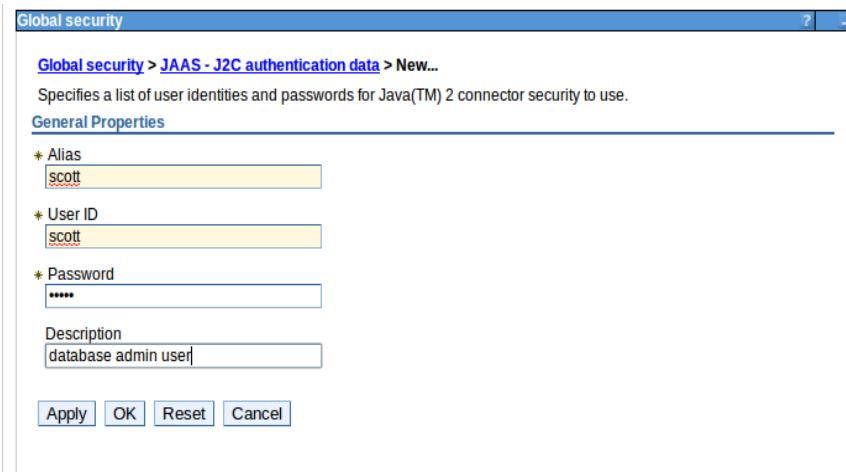 Global security ? -
Global security > JAAS - J2C authentication data > New...
Specifies a list of user identities and passwords for Java(TM) 2 connector security to use.
General Properties
* Alias
scott
* User ID
scott
* Password
•••••
Description
database admin user
Apply OK Reset Cancel